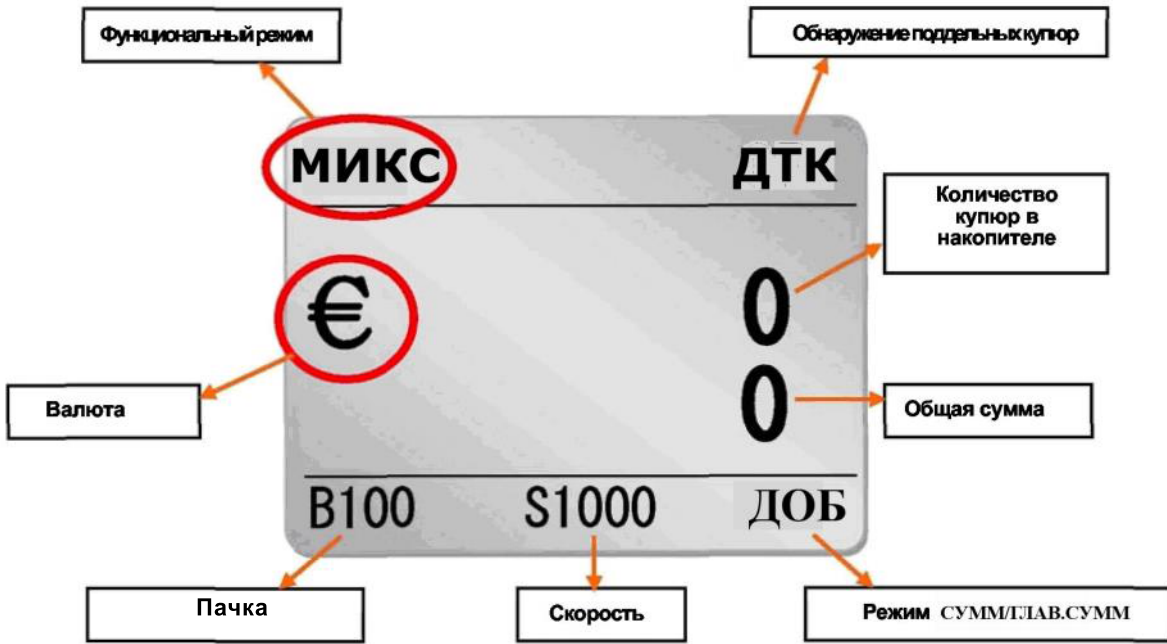 Функциональный режим
Обнаружение поддельных купюр
МИКС
ДТК
Количество
купюр в
накопителе
€
0
Валюта
0
Общая сумма
B100
S1000
ДОБ
Пачка
Скорость
Режим СУММ/ГЛАВ.СУММ